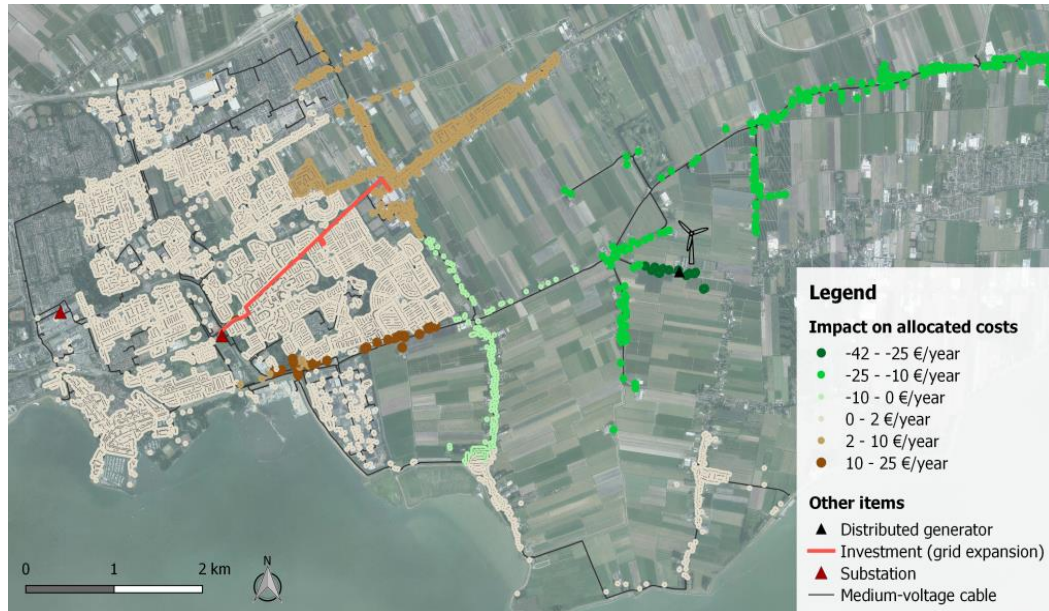 Legend
Impact on allocated costs
-42 - -25 €/year
-25 - -10 €/year
-10 - 0 €/year
0 - 2 €/year
2 - 10 €/year
10 - 25 €/year
Other items
Distributed generator
Investment (grid expansion)
Substation
Medium-voltage cable
0 1 2 km
N